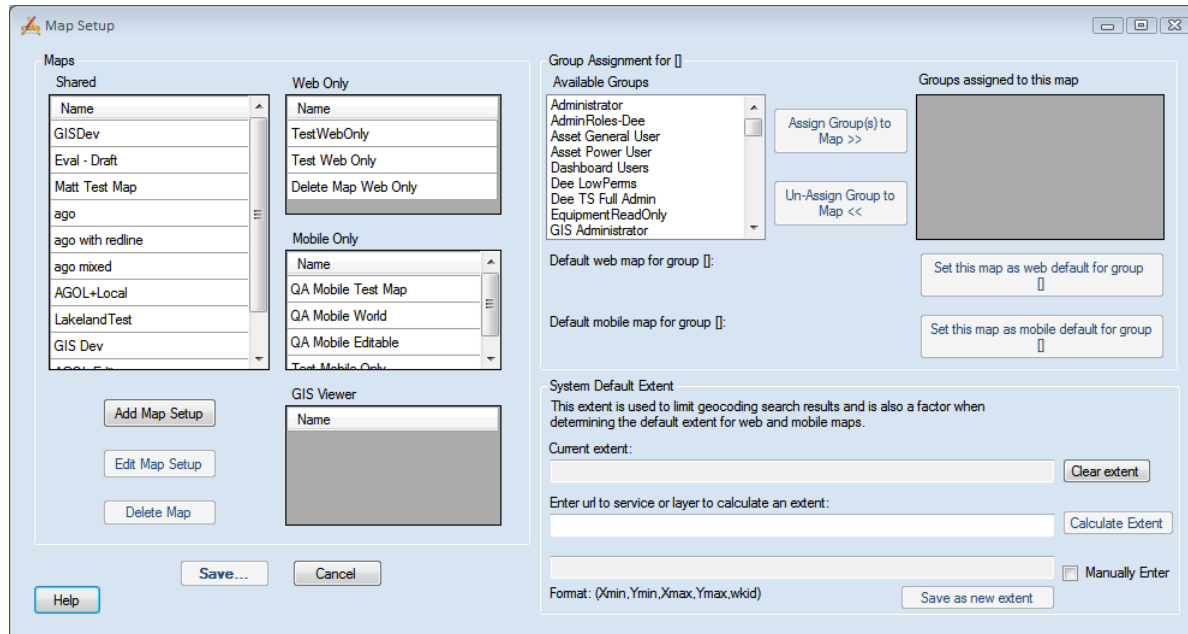 Map Setup
Maps
Shared
Name
GISDev
Eval - Draft
Matt Test Map
ago
ago with redline
ago mixed
AGOL+Local
LakelandTest
GIS Dev
Web Only
Name
TestWebOnly
Test Web Only
Delete Map Web Only
Mobile Only
Name
QA Mobile Test Map
QA Mobile World
QA Mobile Editable
Test Mobile Only
GIS Viewer
Name
Add Map Setup
Edit Map Setup
Delete Map
Save...
Cancel
Help
Group Assignment for []
Available Groups
Administrator
AdminRoles-Dee
Asset General User
Asset Power User
Dashboard Users
Dee LowPerms
Dee TS Full Admin
EquipmentReadOnly
GIS Administrator
Assign Group(s) to
Map >>
Un-Assign Group to
Map <<
Groups assigned to this map
Default web map for group []:
Set this map as web default for group
[]
Default mobile map for group []:
Set this map as mobile default for group
[]
System Default Extent
This extent is used to limit geocoding search results and is also a factor when
determining the default extent for web and mobile maps.
Current extent:
Clear extent
Enter url to service or layer to calculate an extent:
Calculate Extent
Manually Enter
Format: (Xmin,Ymin,Xmax,Ymax,wkid)
Save as new extent